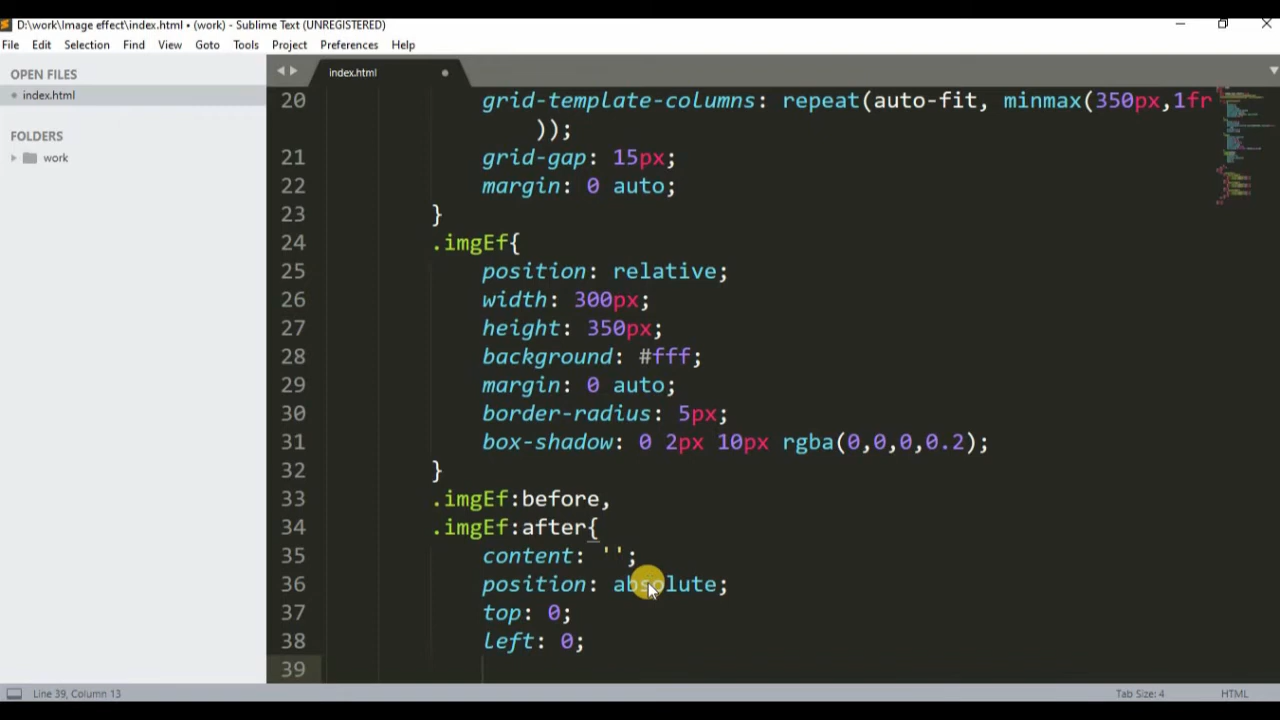 D:\work\Image effect\index.html • (work) - Sublime Text (UNREGISTERED)
File Edit Selection Find View Goto Tools Project Preferences Help
OPEN FILES
index.html
FOLDERS
work
index.html
20 grid-template-columns: repeat(auto-fit, minmax(350px,1fr
));
21 grid-gap: 15px;
22 margin: 0 auto;
23 }
24 .imgEf{
25 position: relative;
26 width: 300px;
27 height: 350px;
28 background: #fff;
29 margin: 0 auto;
30 border-radius: 5px;
31 box-shadow: 0 2px 10px rgba(0,0,0,0.2);
32 }
33 .imgEf:before,
34 .imgEf:after{
35 content: '';
36 position: absolute;
37 top: 0;
38 left: 0;
39
Line 39, Column 13
Tab Size: 4
HTML